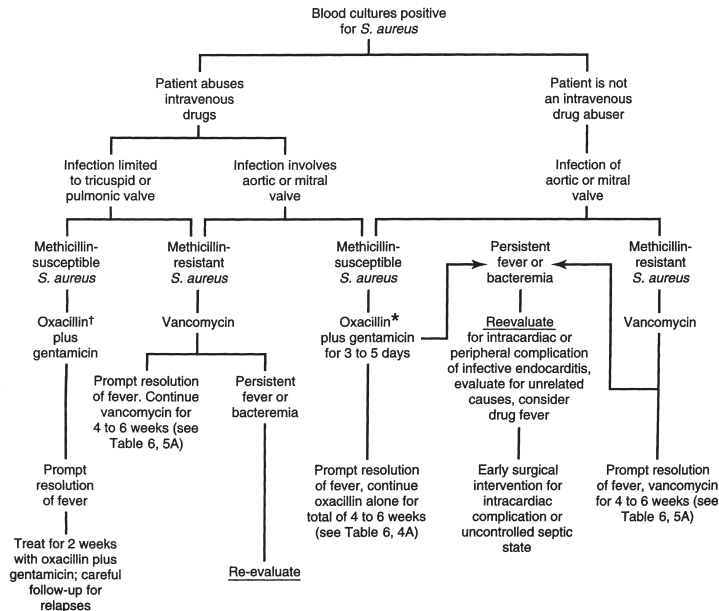 Blood cultures positive
for S. aureus
Patient abuses
intravenous
drugs
Patient is not
an intravenous
drug abuser
Infection limited
to tricuspid or
pulmonic valve
Infection involves
aortic or mitral
valve
Infection of
aortic or mitral
valve
Methicillin-
susceptible
S. aureus
Methicillin-
resistant
S. aureus
Methicillin-
susceptible
S. aureus
Persistent
fever or
bacteremia
Methicillin-
resistant
S. aureus
Oxacillin†
plus
gentamicin
Vancomycin
Oxacillin*
plus gentamicin
for 3 to 5 days
Reevaluate
for intracardiac or
peripheral complication
of infective endocarditis,
evaluate for unrelated
causes, consider
drug fever
Vancomycin
Prompt resolution
of fever. Continue
vancomycin for
4 to 6 weeks (see
Table 6, 5A)
Persistent
fever or
bacteremia
Prompt
resolution
of fever
Prompt resolution
of fever, continue
oxacillin alone for
total of 4 to 6 weeks
(see Table 6, 4A)
Early surgical
intervention for
intracardiac
complication or
uncontrolled septic
state
Prompt resolution
of fever, vancomycin
for 4 to 6 weeks (see
Table 6, 5A)
Treat for 2 weeks
with oxacillin plus
gentamicin; careful
follow-up for
relapses
Re-evaluate